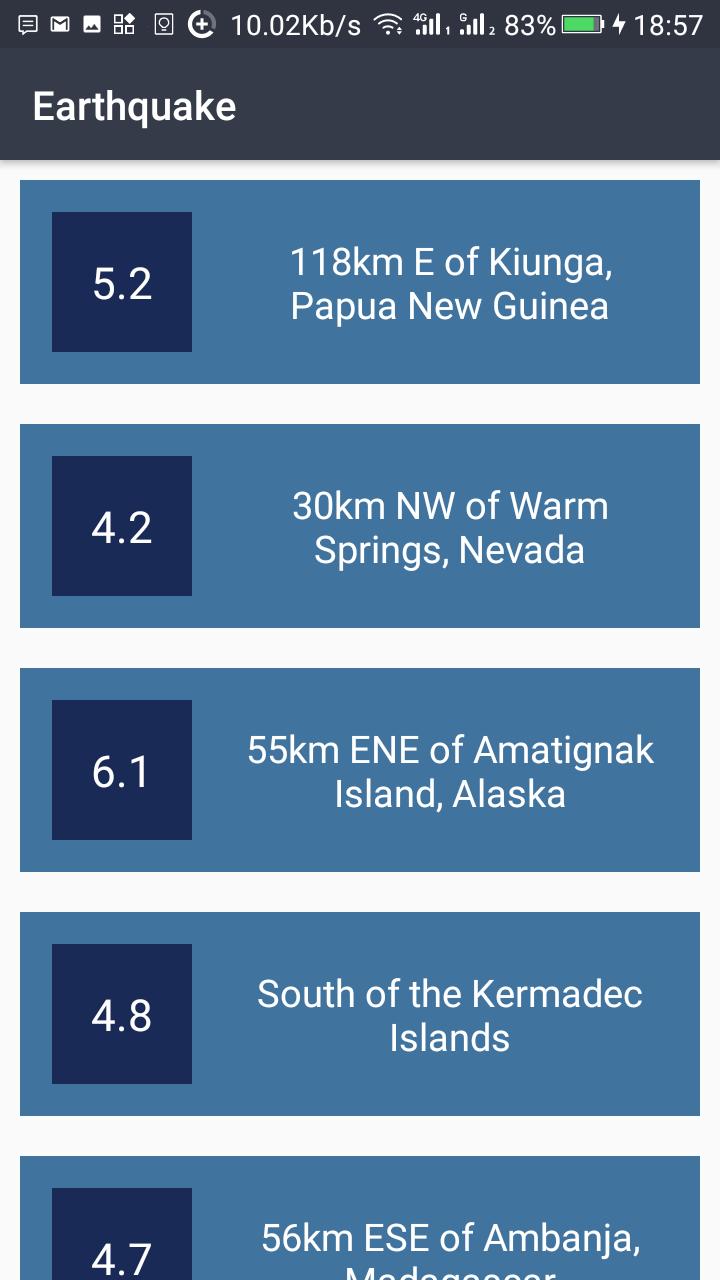 10.02Kb/s 4G 1 G 2 83% 18:57
Earthquake
5.2
118km E of Kiunga,
Papua New Guinea
4.2
30km NW of Warm
Springs, Nevada
6.1
55km ENE of Amatignak
Island, Alaska
4.8
South of the Kermadec
Islands
4.7
56km ESE of Ambanja,